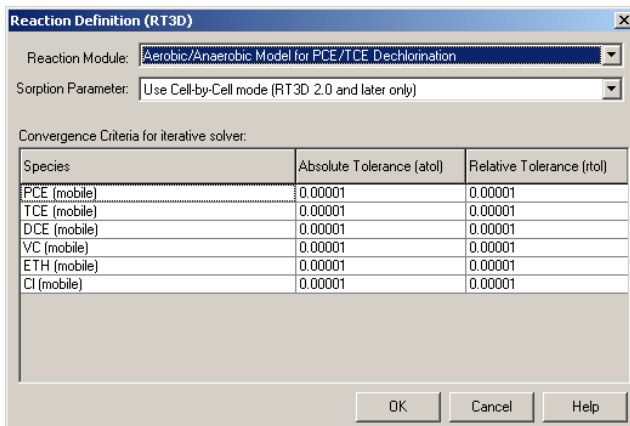 Reaction Definition (RT3D)
Reaction Module: Aerobic/Anaerobic Model for PCE/TCE Dechlorination
Sorption Parameter: Use Cell-by-Cell mode (RT3D 2.0 and later only)
Convergence Criteria for iterative solver:
Species Absolute Tolerance (atol) Relative Tolerance (rtol)
PCE (mobile) 0.00001 0.00001
TCE (mobile) 0.00001 0.00001
DCE (mobile) 0.00001 0.00001
VC (mobile) 0.00001 0.00001
ETH (mobile) 0.00001 0.00001
Cl (mobile) 0.00001 0.00001
OK Cancel Help